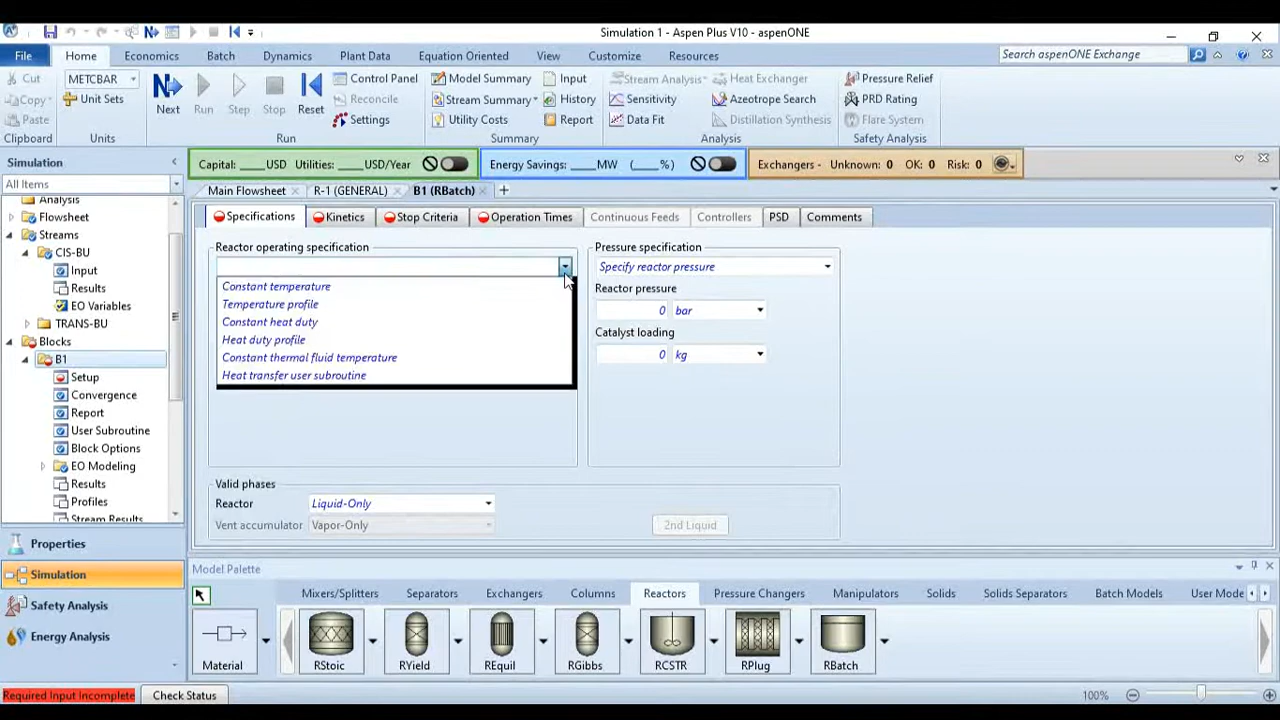 Simulation 1 - Aspen Plus V10 - aspenONE
File Home Economics Batch Dynamics Plant Data Equation Oriented View Customize Resources Search aspenONE Exchange
Cut METCBAR Control Panel Model Summary Input Stream Analysis Heat Exchanger Pressure Relief
Copy Unit Sets Reconcile Stream Summary History Sensitivity Azeotrope Search PRD Rating
Paste Next Run Step Stop Reset Settings Utility Costs Report Data Fit Distillation Synthesis Flare System
Clipboard Units Run Summary Analysis Safety Analysis
Simulation Capital: ____USD Utilities: ____USD/Year Energy Savings: ____MW (____%) Exchangers - Unknown: 0 OK: 0 Risk: 0
All Items Main Flowsheet R-1 (GENERAL) B1 (RBatch)
Analysis
Flowsheet
Streams
CIS-BU
Input
Results
EO Variables
TRANS-BU
Blocks
B1
Setup
Convergence
Report
User Subroutine
Block Options
EO Modeling
Results
Profiles
Stream Results
Properties
Simulation
Safety Analysis
Energy Analysis
Specifications Kinetics Stop Criteria Operation Times Continuous Feeds Controllers PSD Comments
Reactor operating specification
Constant temperature
Temperature profile
Constant heat duty
Heat duty profile
Constant thermal fluid temperature
Heat transfer user subroutine
Pressure specification
Specify reactor pressure
Reactor pressure
0 bar
Catalyst loading
0 kg
Valid phases
Reactor Liquid-Only
Vent accumulator Vapor-Only 2nd Liquid
Model Palette
Mixers/Splitters Separators Exchangers Columns Reactors Pressure Changers Manipulators Solids Solids Separators Batch Models User Mode
Material RStoic RYield REquil RGibbs RCSTR RPlug RBatch
Required Input Incomplete Check Status 100%